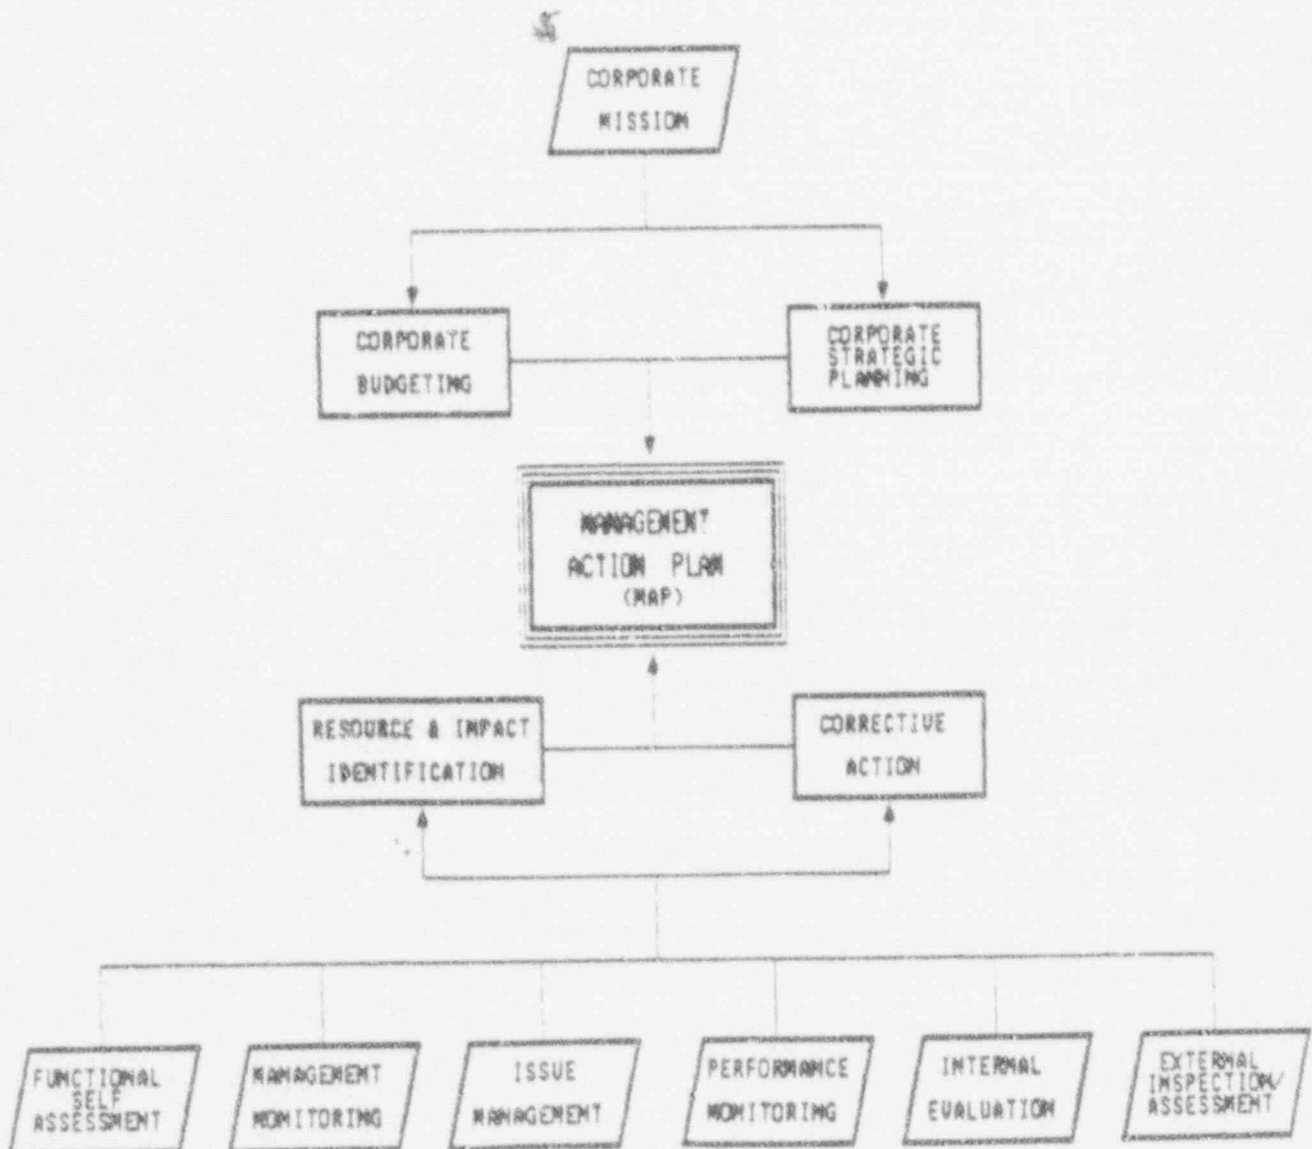 CORPORATE
MISSION
CORPORATE
BUDGETING
CORPORATE
STRATEGIC
PLANNING
MANAGEMENT
ACTION PLAN
(MAP)
RESOURCE & IMPACT
IDENTIFICATION
CORRECTIVE
ACTION
FUNCTIONAL
SELF
ASSESSMENT
MANAGEMENT
MONITORING
ISSUE
MANAGEMENT
PERFORMANCE
MONITORING
INTERNAL
EVALUATION
EXTERNAL
INSPECTION/
ASSESSMENT